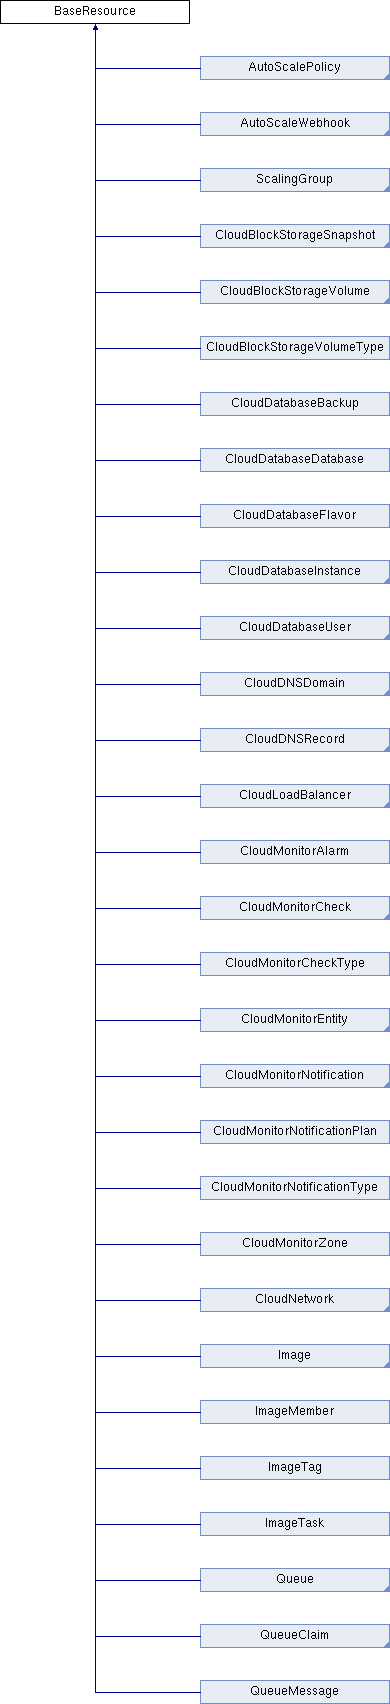 BaseResource
AutoScalePolicy
AutoScaleWebhook
ScalingGroup
CloudBlockStorageSnapshot
CloudBlockStorageVolume
CloudBlockStorageVolumeType
CloudDatabaseBackup
CloudDatabaseDatabase
CloudDatabaseFlavor
CloudDatabaseInstance
CloudDatabaseUser
CloudDNSDomain
CloudDNSRecord
CloudLoadBalancer
CloudMonitorAlarm
CloudMonitorCheck
CloudMonitorCheckType
CloudMonitorEntity
CloudMonitorNotification
CloudMonitorNotificationPlan
CloudMonitorNotificationType
CloudMonitorZone
CloudNetwork
Image
ImageMember
ImageTag
ImageTask
Queue
QueueClaim
QueueMessage